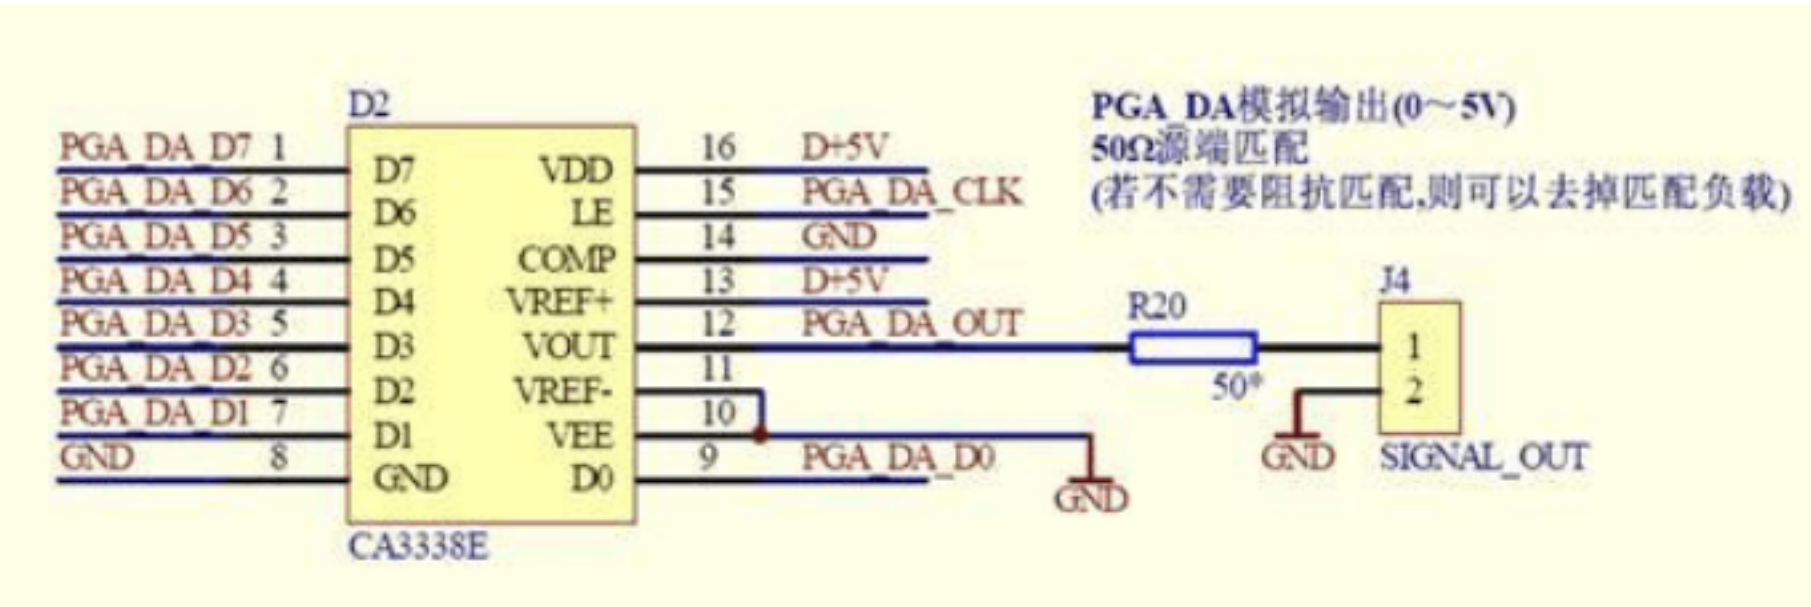 D2
PGA_DA_D7 1 D7 VDD 16 D+5V
PGA_DA_D6 2 D6 LE 15 PGA_DA_CLK
PGA_DA_D5 3 D5 COMP 14 GND
PGA_DA_D4 4 D4 VREF+ 13 D+5V
PGA_DA_D3 5 D3 VOUT 12 PGA_DA_OUT
PGA_DA_D2 6 D2 VREF- 11
PGA_DA_D1 7 D1 VEE 10
GND 8 GND D0 9 PGA_DA_D0
CA3338E
GND
PGA_DA模拟输出(0～5V)
50Ω源端匹配
(若不需要阻抗匹配,则可以去掉匹配负载)
R20
50*
J4
1
2
GND
SIGNAL_OUT